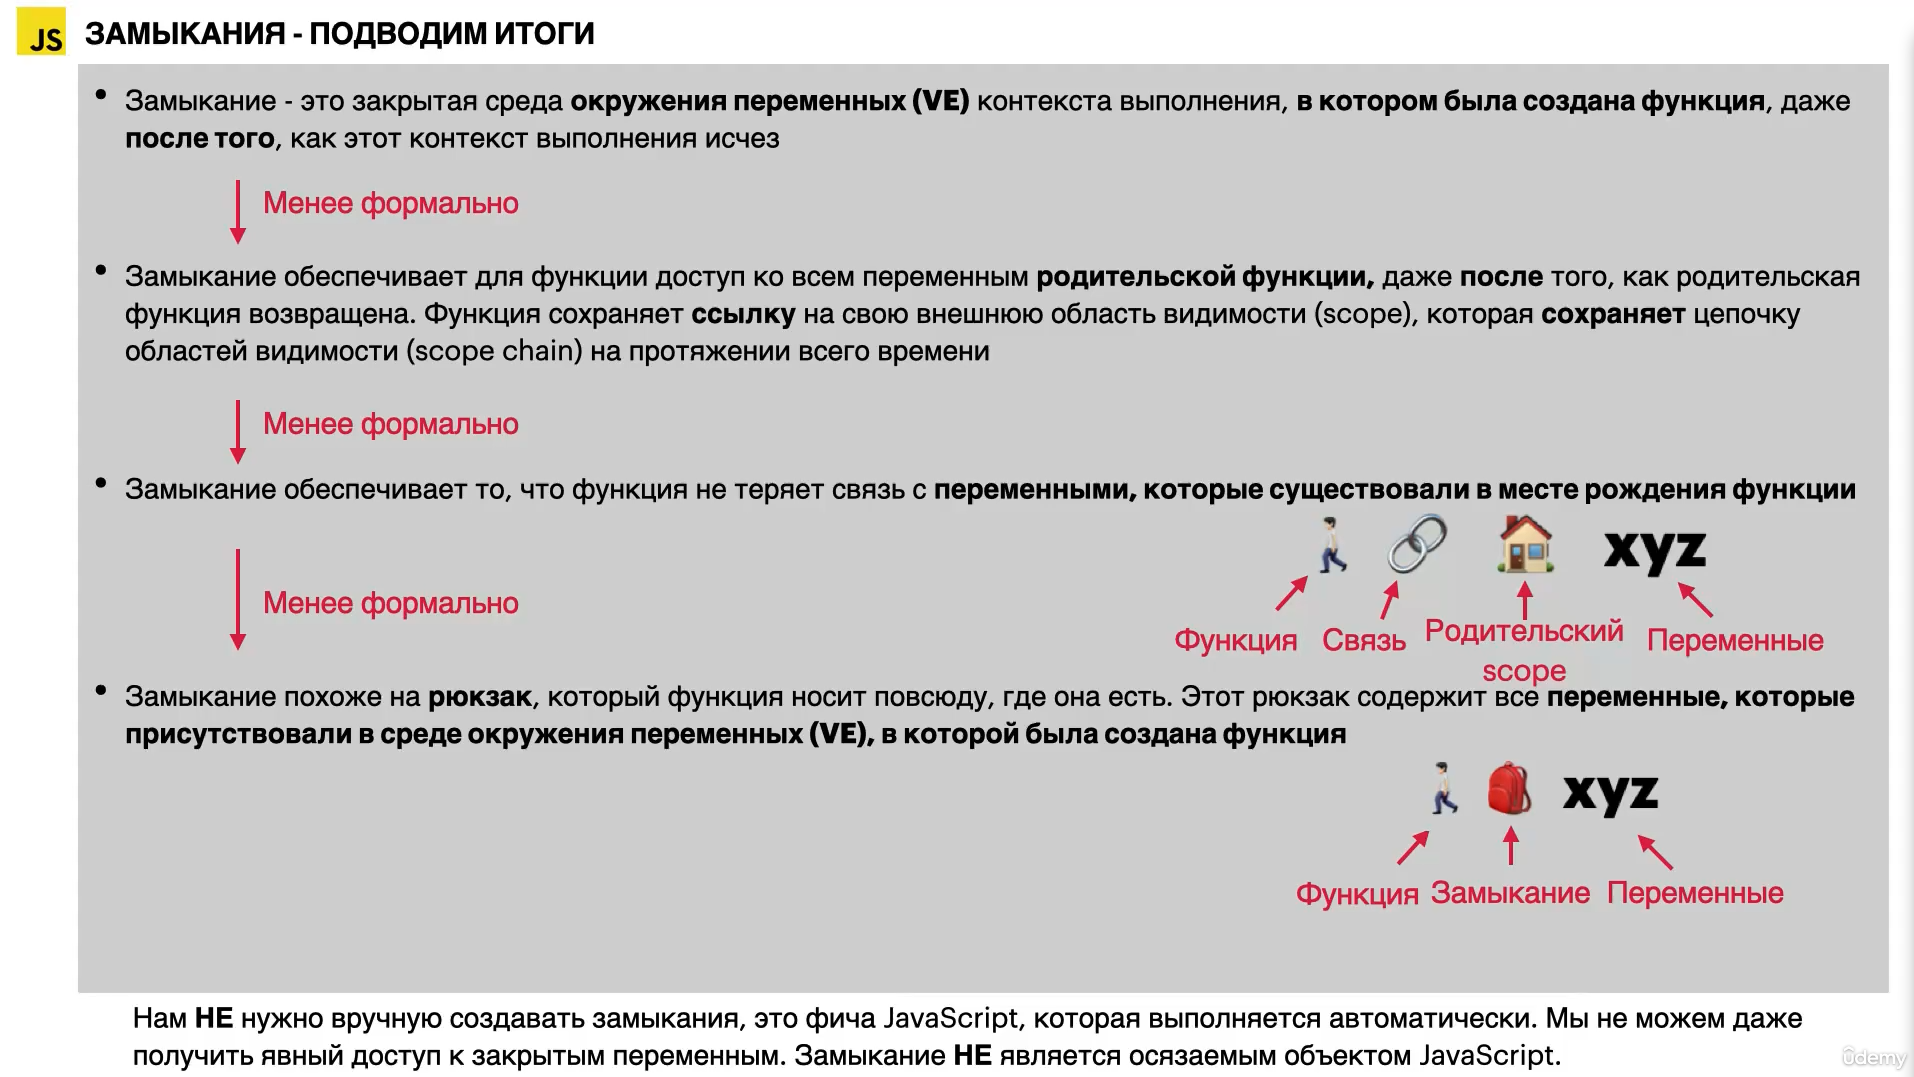 JS ЗАМЫКАНИЯ - ПОДВОДИМ ИТОГИ
• Замыкание - это закрытая среда окружения переменных (VE) контекста выполнения, в котором была создана функция, даже
после того, как этот контекст выполнения исчез
Менее формально
• Замыкание обеспечивает для функции доступ ко всем переменным родительской функции, даже после того, как родительская
функция возвращена. Функция сохраняет ссылку на свою внешнюю область видимости (scope), которая сохраняет цепочку
областей видимости (scope chain) на протяжении всего времени
Менее формально
• Замыкание обеспечивает то, что функция не теряет связь с переменными, которые существовали в месте рождения функции
xyz
Менее формально
Функция Связь Родительский Переменные
scope
• Замыкание похоже на рюкзак, который функция носит повсюду, где она есть. Этот рюкзак содержит все переменные, которые
присутствовали в среде окружения переменных (VE), в которой была создана функция
xyz
Функция Замыкание Переменные
Нам НЕ нужно вручную создавать замыкания, это фича JavaScript, которая выполняется автоматически. Мы не можем даже
получить явный доступ к закрытым переменным. Замыкание НЕ является осязаемым объектом JavaScript.
ûdemy